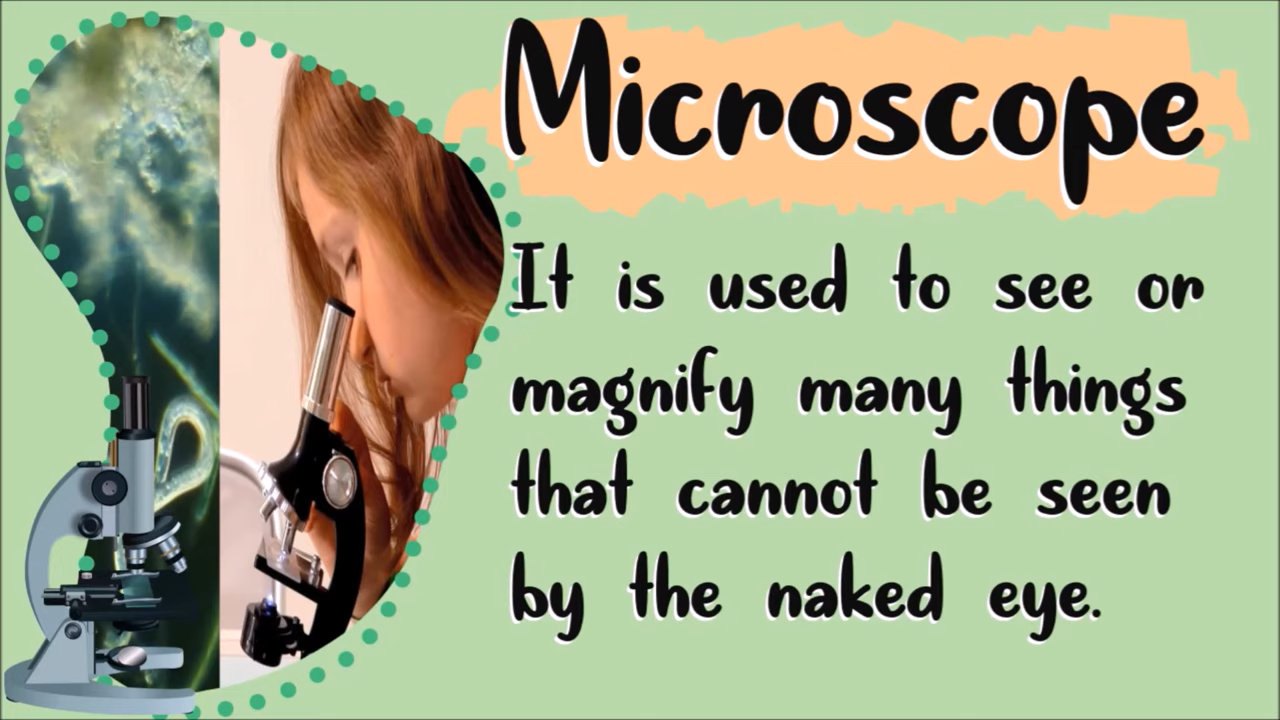 Microscope
It is used to see or
magnify many things
that cannot be seen
by the naked eye.